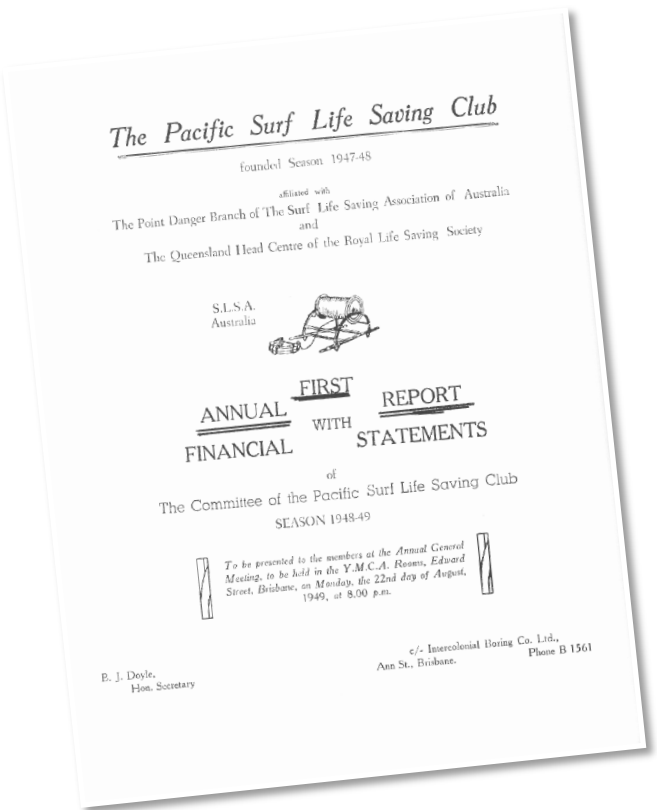 The Pacific Surf Life Saving Club
founded Season 1947-48
affiliated with
The Point Danger Branch of The Surf Life Saving Association of Australia
and
The Queensland Head Centre of the Royal Life Saving Society
S.L.S.A.
Australia
FIRST
ANNUAL REPORT
WITH
FINANCIAL STATEMENTS
of
The Committee of the Pacific Surf Life Saving Club
SEASON 1948-49
To be presented to the members at the Annual General
Meeting, to be held in the Y.M.C.A. Rooms, Edward
Street, Brisbane, on Monday, the 22nd day of August,
1949, at 8.00 p.m.
B. J. Doyle,
Hon. Secretary
c/- Intercolonial Boring Co. Ltd.,
Ann St., Brisbane. Phone B 1561